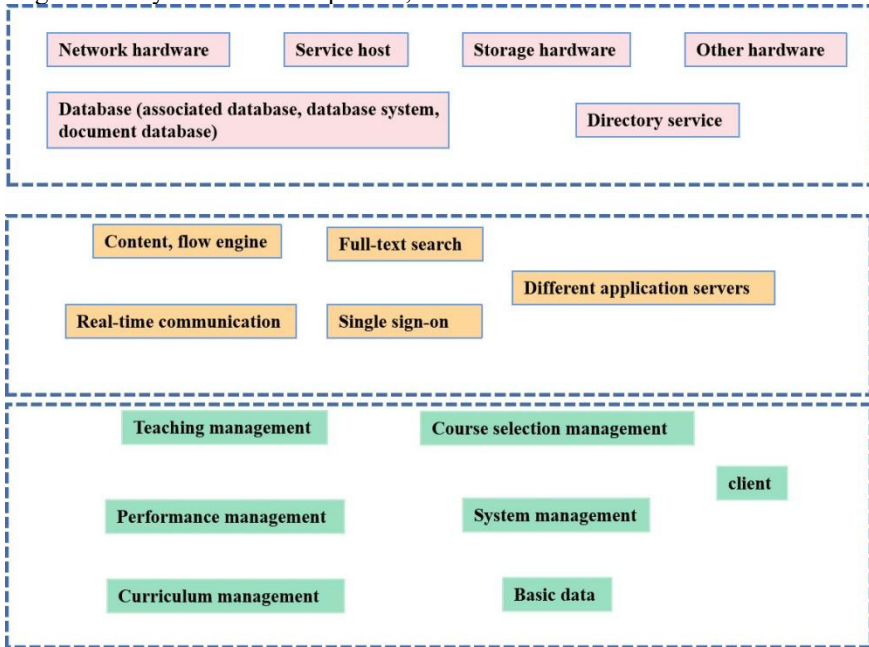 Network hardware
Service host
Storage hardware
Other hardware
Database (associated database, database system,
document database)
Directory service
Content, flow engine
Full-text search
Different application servers
Real-time communication
Single sign-on
Teaching management
Course selection management
client
Performance management
System management
Curriculum management
Basic data